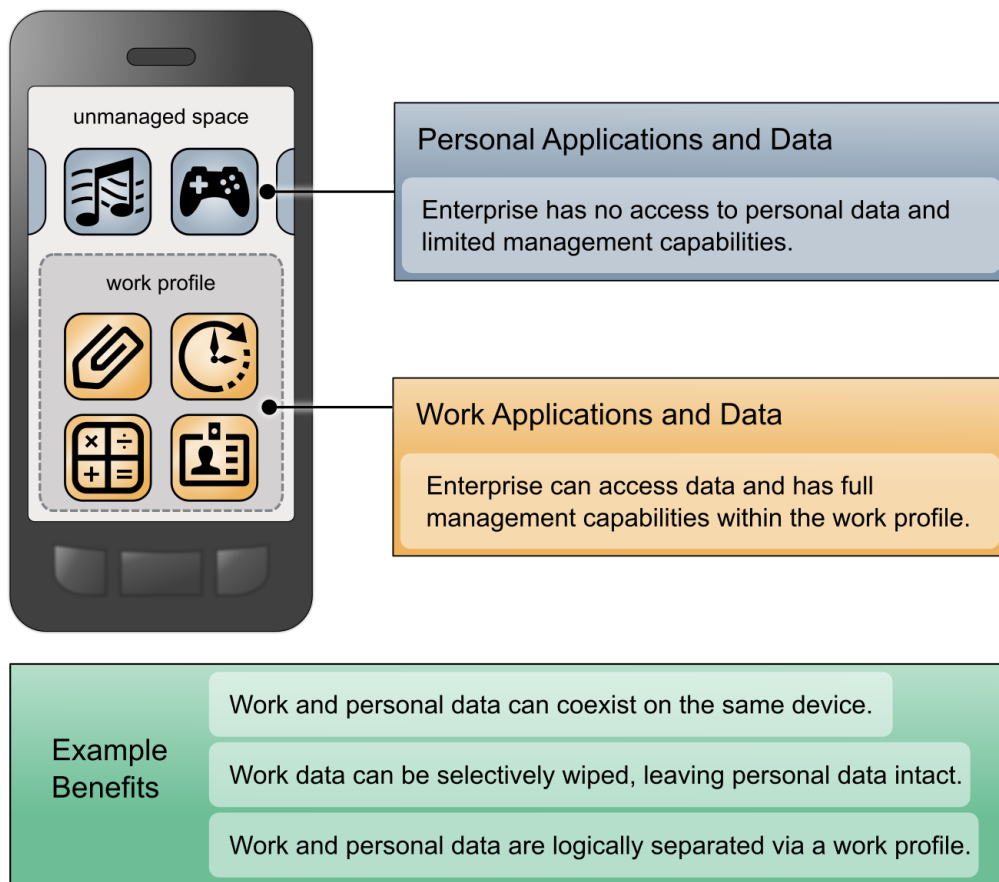 unmanaged space
Personal Applications and Data
Enterprise has no access to personal data and
limited management capabilities.
work profile
Work Applications and Data
Enterprise can access data and has full
management capabilities within the work profile.
Example
Benefits
Work and personal data can coexist on the same device.
Work data can be selectively wiped, leaving personal data intact.
Work and personal data are logically separated via a work profile.